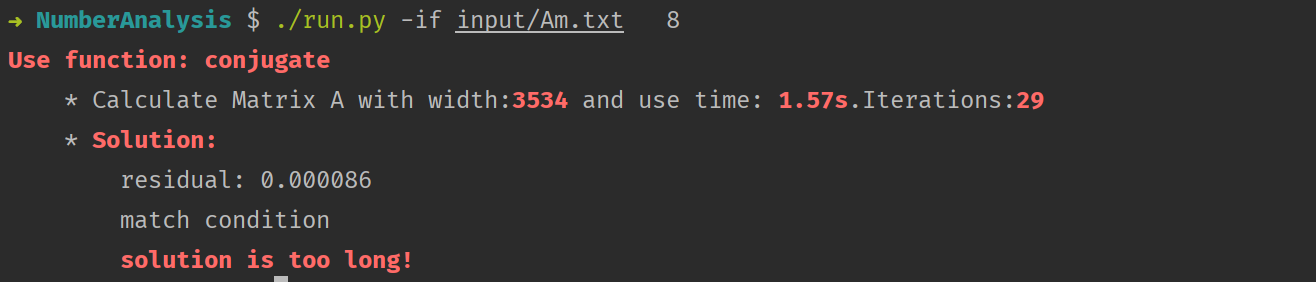 → NumberAnalysis $ ./run.py -if input/Am.txt   8
Use function: conjugate
    * Calculate Matrix A with width:3534 and use time: 1.57s.Iterations:29
    * Solution:
        residual: 0.000086
        match condition
        solution is too long!